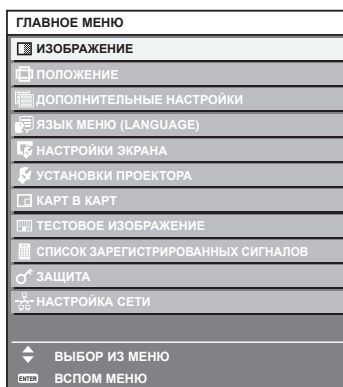 ГЛАВНОЕ МЕНЮ
ИЗОБРАЖЕНИЕ
ПОЛОЖЕНИЕ
ДОПОЛНИТЕЛЬНЫЕ НАСТРОЙКИ
ЯЗЫК МЕНЮ (LANGUAGE)
НАСТРОЙКИ ЭКРАНА
УСТАНОВКИ ПРОЕКТОРА
КАРТ В КАРТ
ТЕСТОВОЕ ИЗОБРАЖЕНИЕ
СПИСОК ЗАРЕГИСТРИРОВАННЫХ СИГНАЛОВ
ЗАЩИТА
НАСТРОЙКА СЕТИ
ВЫБОР ИЗ МЕНЮ
ENTER ВСПОМ МЕНЮ